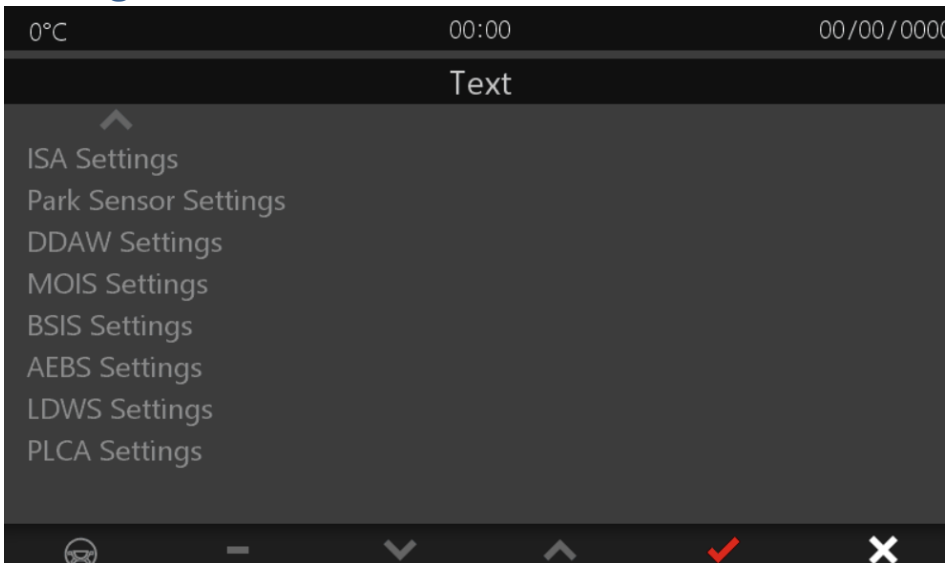 0°C 00:00 00/00/0000
Text
ISA Settings
Park Sensor Settings
DDAW Settings
MOIS Settings
BSIS Settings
AEBS Settings
LDWS Settings
PLCA Settings